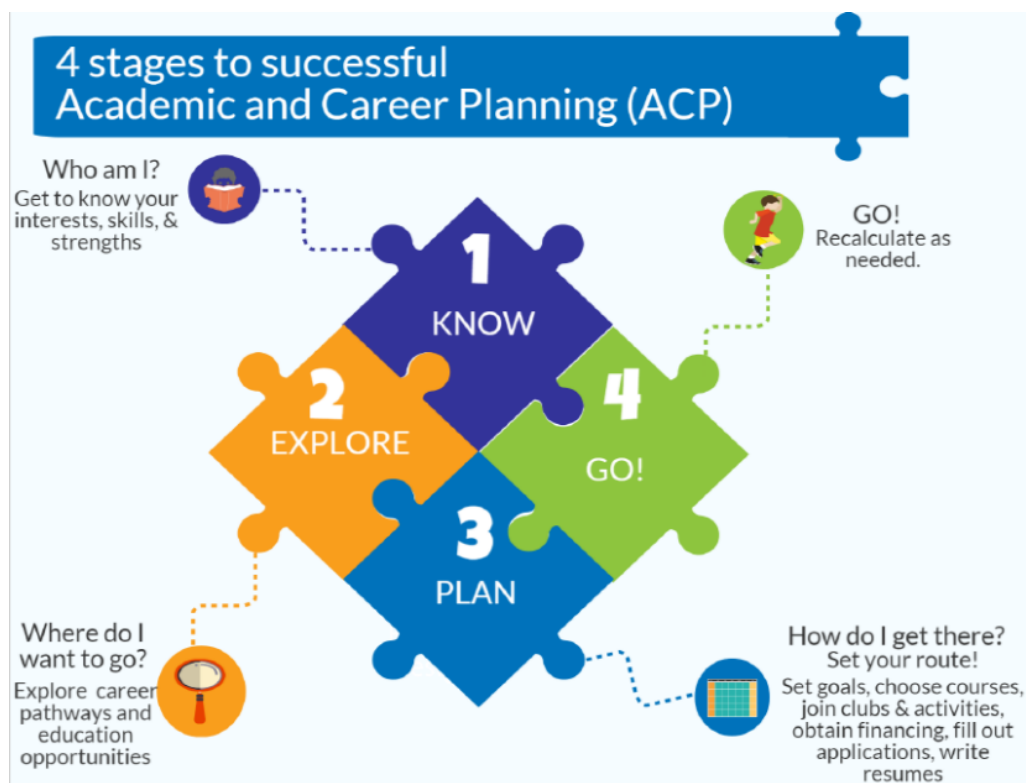 4 stages to successful
Academic and Career Planning (ACP)
Who am I?
Get to know your
interests, skills, &
strengths
GO!
Recalculate as
needed.
1
KNOW
2
EXPLORE
4
GO!
3
PLAN
Where do I
want to go?
Explore career
pathways and
education
opportunities
How do I get there?
Set your route!
Set goals, choose courses,
join clubs & activities,
obtain financing, fill out
applications, write
resumes